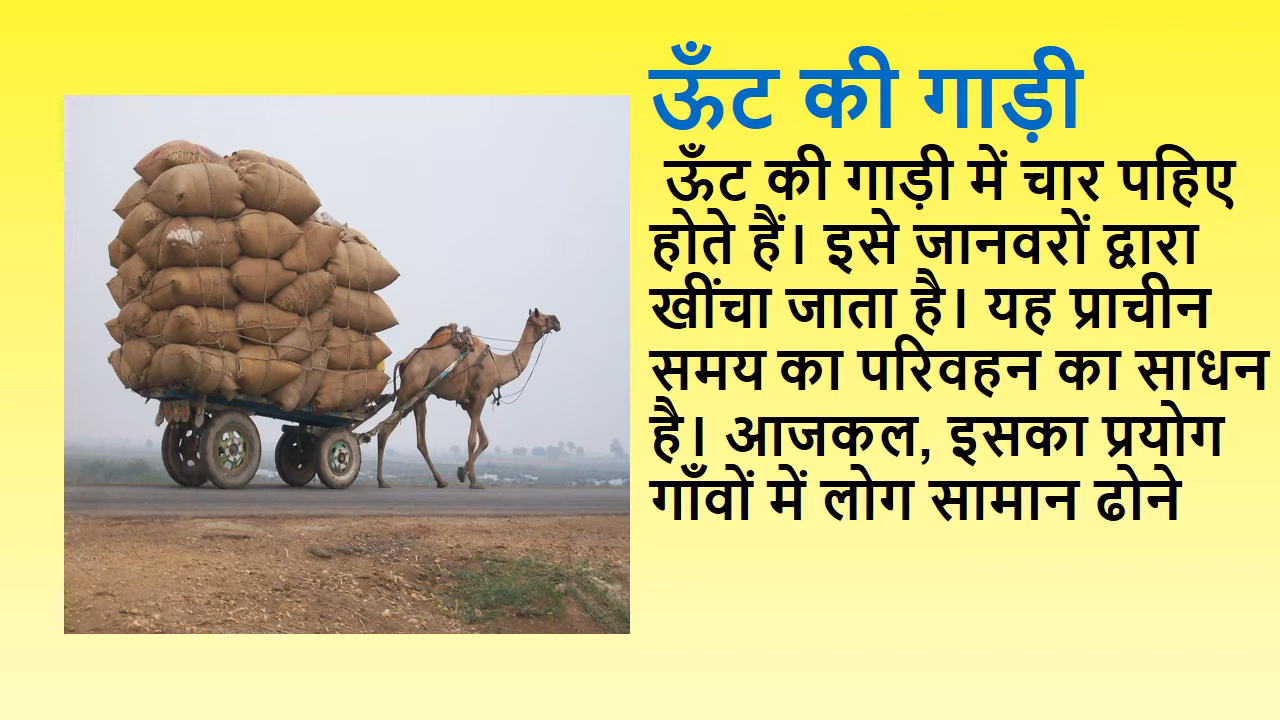 ऊँट की गाड़ी
ऊँट की गाड़ी में चार पहिए
होते हैं। इसे जानवरों द्वारा
खींचा जाता है। यह प्राचीन
समय का परिवहन का साधन
है। आजकल, इसका प्रयोग
गाँवों में लोग सामान ढोने